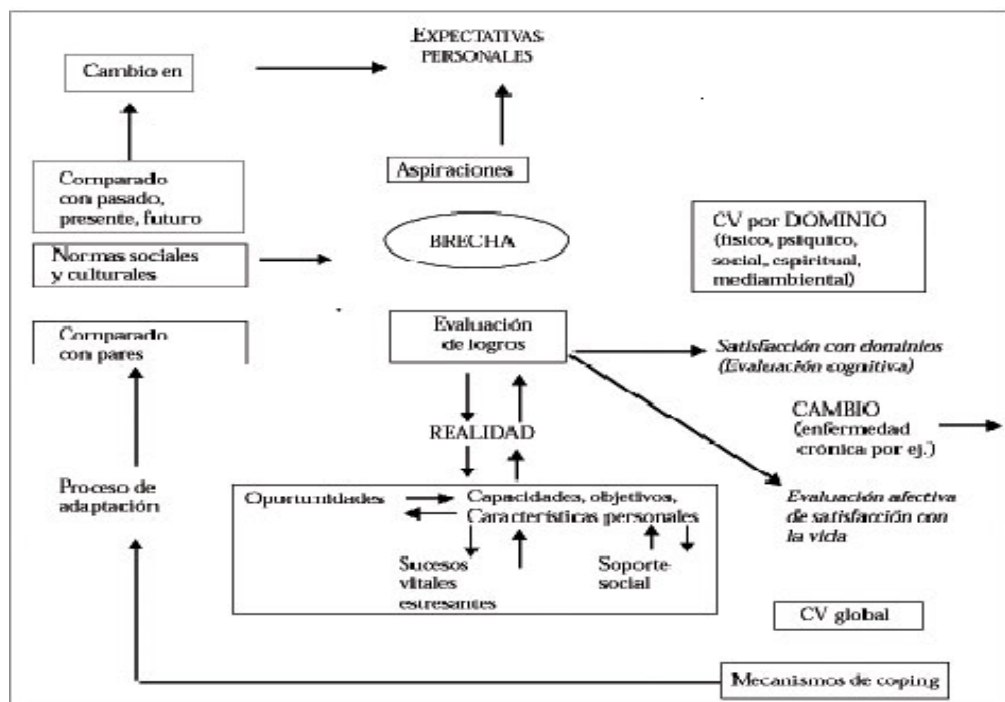 EXPECTATIVAS
PERSONALES
Cambio en
Aspiraciones
Comparado
con pasado,
presente, futuro
BRECHA
CV por DOMINIO
(físico, psíquico,
social, espiritual,
mediambiental)
Normas sociales
y culturales
Evaluación
de logros
Comparado
con pares
Satisfacción con dominios
(Evaluación cognitiva)
REALIDAD
CAMBIO
(enfermedad
crónica por ej.)
Proceso de
adaptación
Oportunidades
Capacidades, objetivos,
Características personales
Evaluación afectiva
de satisfacción con
la vida
Sucesos
vitales
estresantes
Soporte
social
CV global
Mecanismos de coping